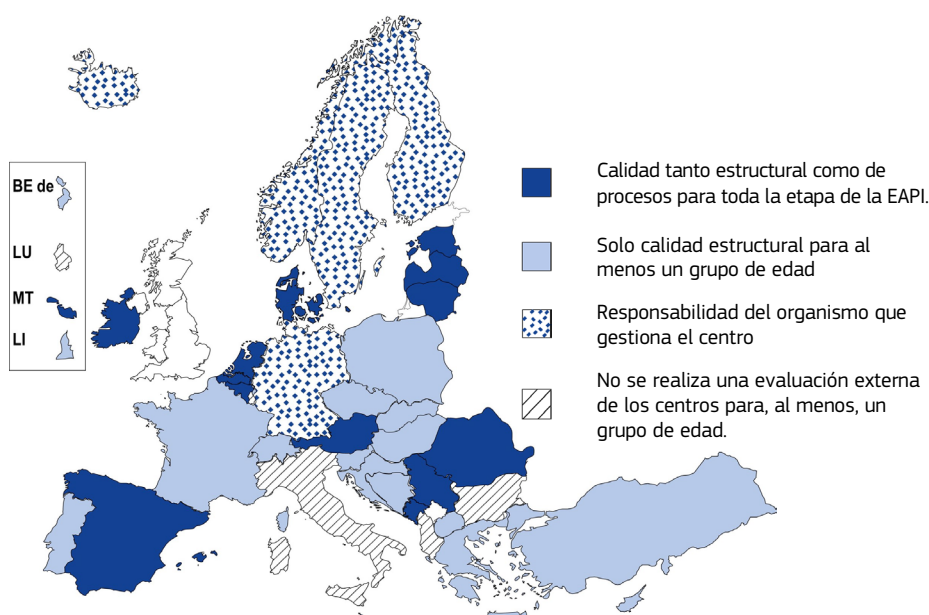 BE de
LU
MT
LI
Calidad tanto estructural como de
procesos para toda la etapa de la EAPI.
Solo calidad estructural para al
menos un grupo de edad
Responsabilidad del organismo que
gestiona el centro
No se realiza una evaluación externa
de los centros para, al menos, un
grupo de edad.